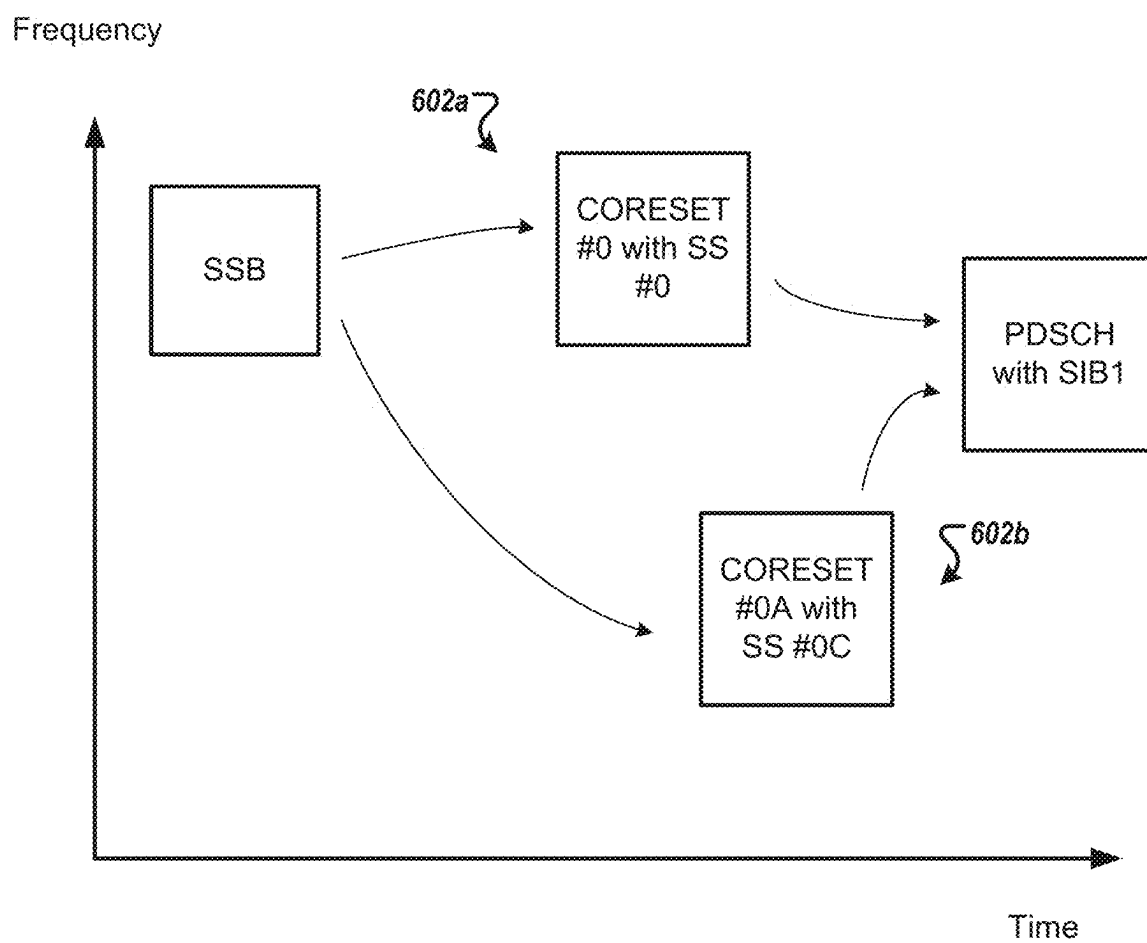 Frequency
602a
SSB
CORESET
#0 with SS
#0
PDSCH
with SIB1
602b
CORESET
#0A with
SS #0C
Time